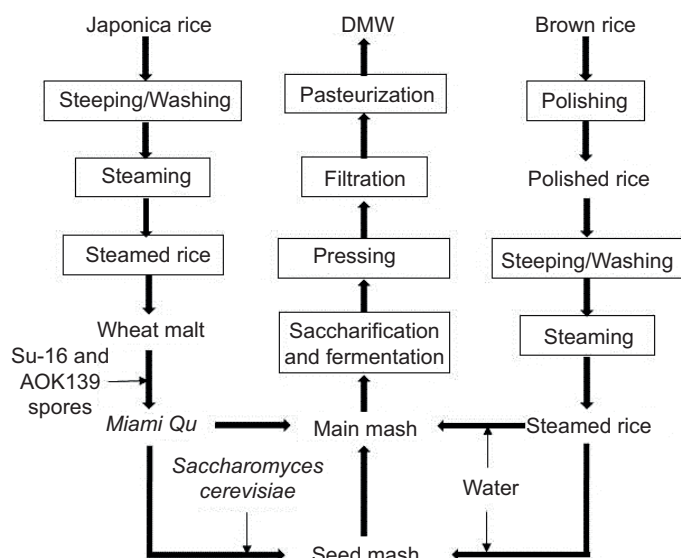 Japonica rice
Steeping/Washing
Steaming
Steamed rice
Wheat malt
Su-16 and
AOK139
spores
Miami Qu
Saccharomyces
cerevisiae
DMW
Pasteurization
Filtration
Pressing
Saccharification
and fermentation
Main mash
Seed mash
Brown rice
Polishing
Polished rice
Steeping/Washing
Steaming
Steamed rice
Water